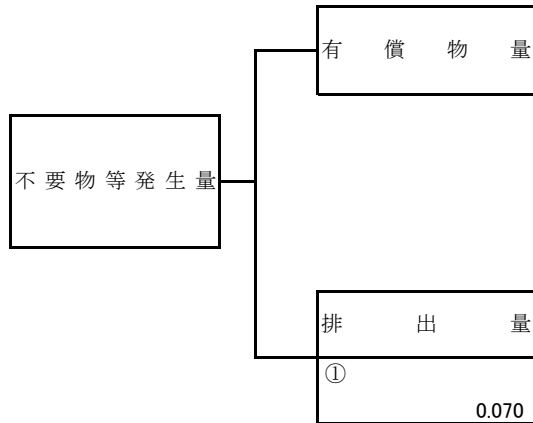 有償物量
不要物等発生量
排出量
①
0.070